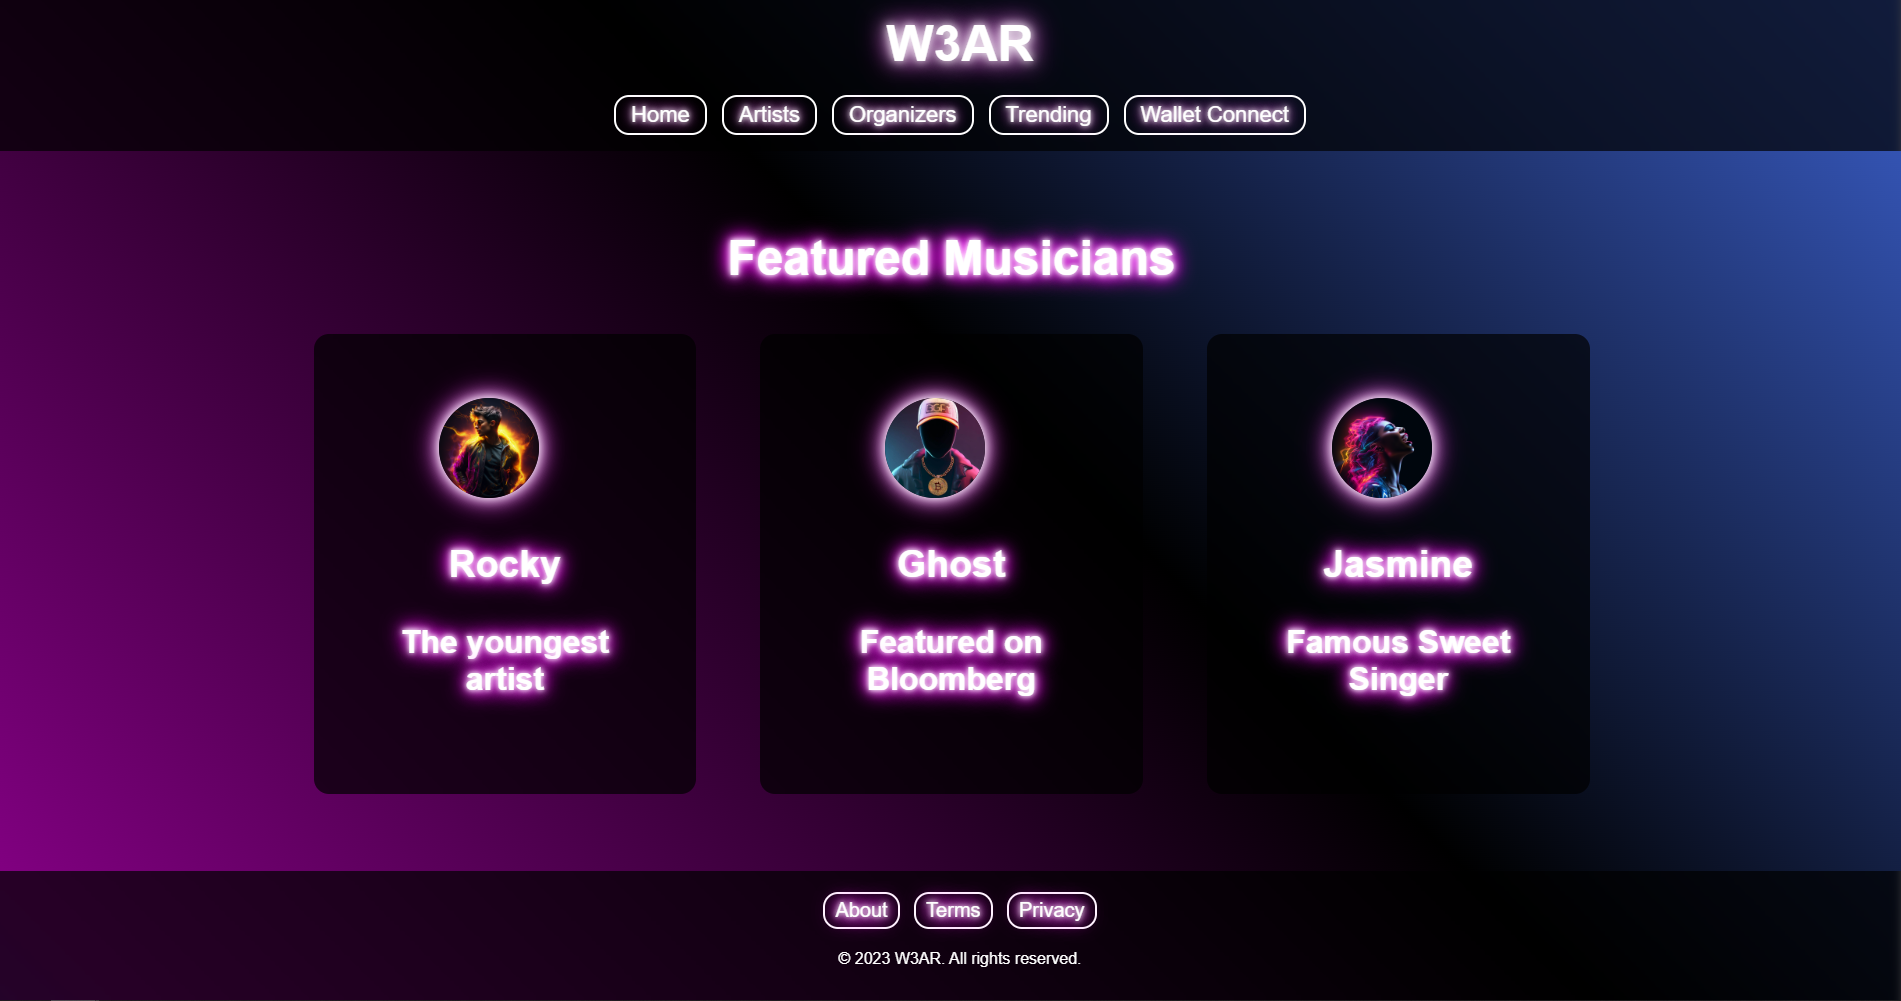 W3AR
Home Artists Organizers Trending Wallet Connect
Featured Musicians
Rocky
The youngest
artist
Ghost
Featured on
Bloomberg
Jasmine
Famous Sweet
Singer
About Terms Privacy
© 2023 W3AR. All rights reserved.